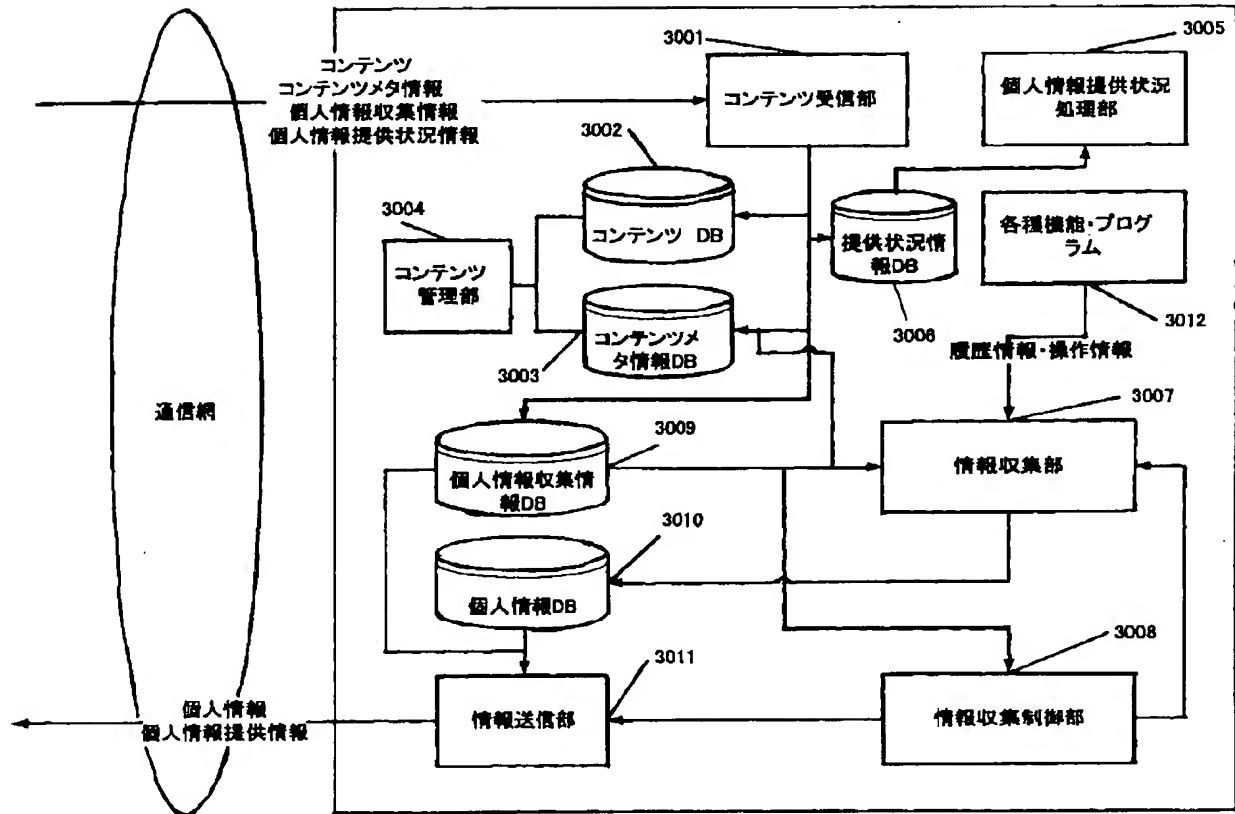 コンテンツ
コンテンツメタ情報
個人情報収集情報
個人情報提供状況情報
3001
コンテンツ受信部
3005
個人情報提供状況
処理部
3002
コンテンツ DB
3004
コンテンツ
管理部
提供状況情
報DB
3006
各種機能・プログ
ラム
3012
コンテンツメ
タ情報DB
3003
履歴情報・操作情報
通信網
3009
個人情報収集情
報DB
3007
情報収集部
3010
個人情報DB
3008
情報収集制御部
3011
情報送信部
個人情報
個人情報提供情報